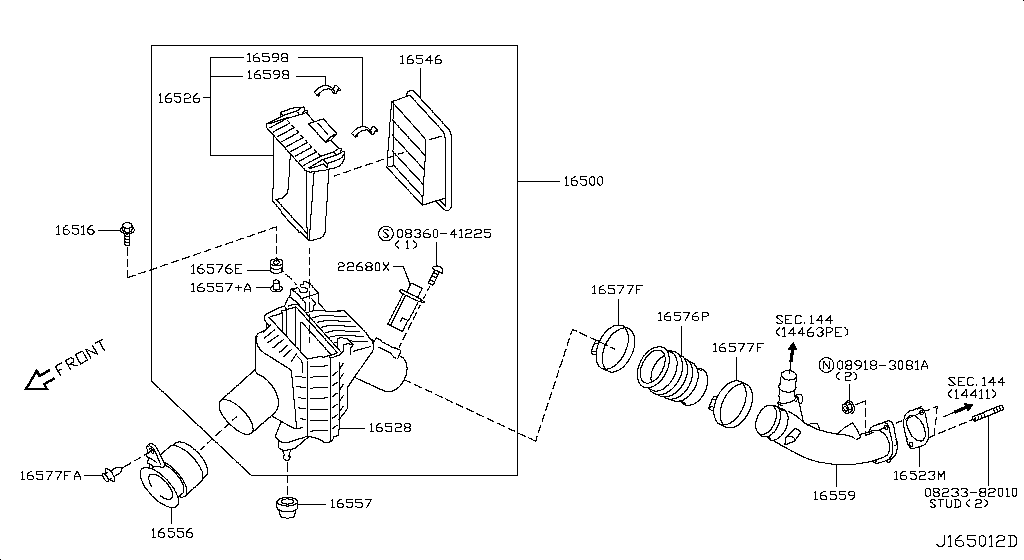 16598
16598
16526
16546
16500
16516
Ⓢ08360-41225
(1)
16576E
22680X
16557+A
FRONT
16577F
16576P
16577F
SEC.144
(14463PE)
Ⓝ08918-3081A
(2)
SEC.144
(14411)
16528
16577FA
16556
16557
16559
16523M
08233-82010
STUD(2)
J165012D